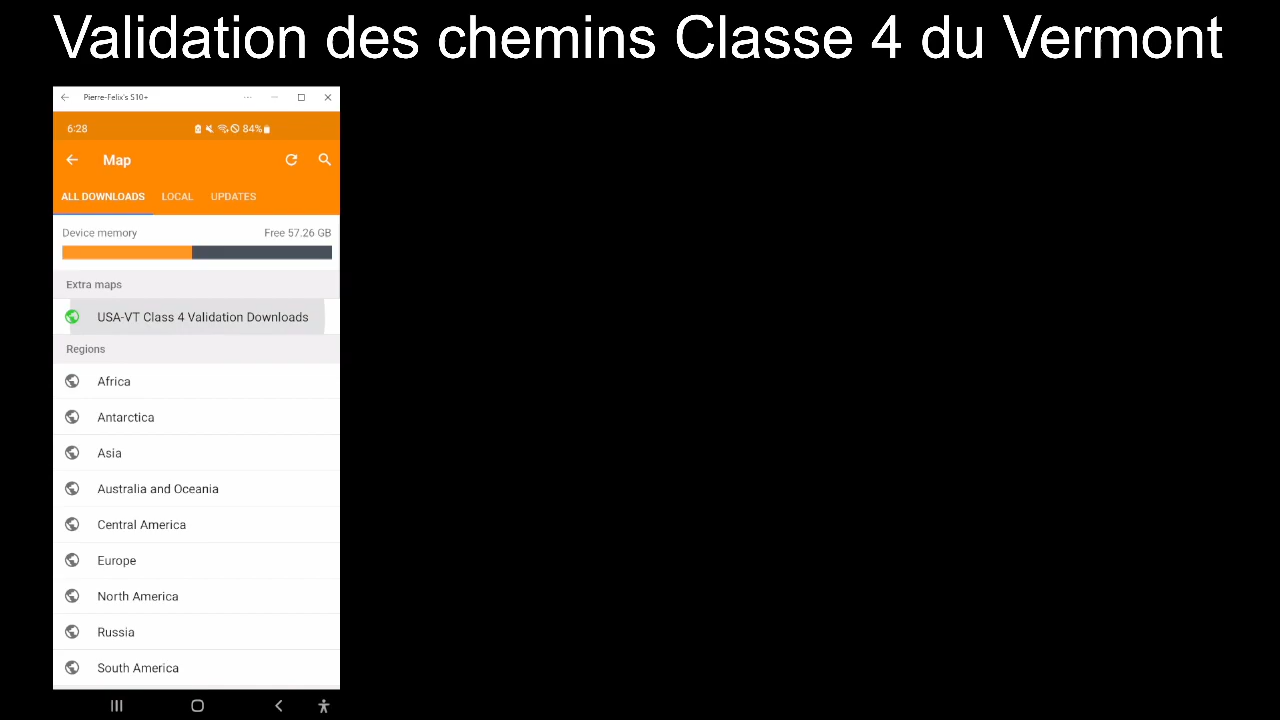 Validation des chemins Classe 4 du Vermont
Pierre-Felix's S10+
6:28
84%
Map
ALL DOWNLOADS LOCAL UPDATES
Device memory Free 57.26 GB
Extra maps
USA-VT Class 4 Validation Downloads
Regions
Africa
Antarctica
Asia
Australia and Oceania
Central America
Europe
North America
Russia
South America